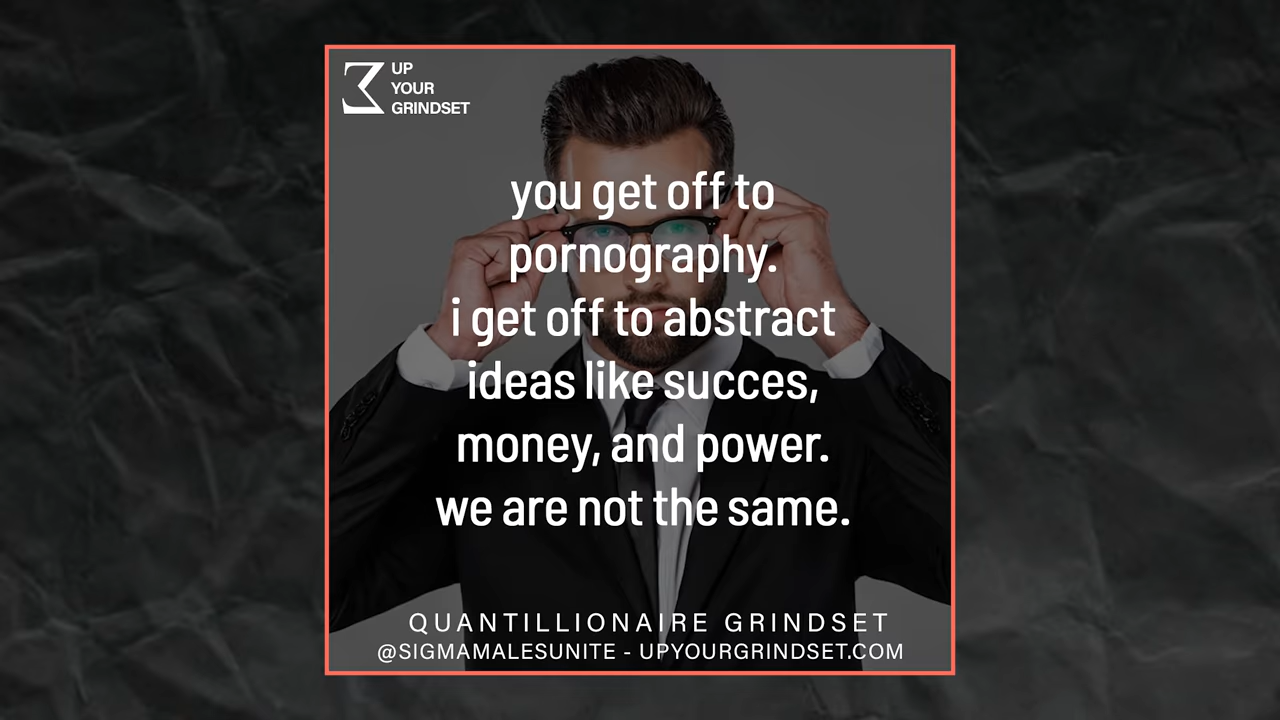 UP
YOUR
GRINDSET
you get off to
pornography.
i get off to abstract
ideas like succes,
money, and power.
we are not the same.
QUANTILLIONAIRE GRINDSET
@SIGMAMALESUNITE - UPYOURGRINDSET.COM